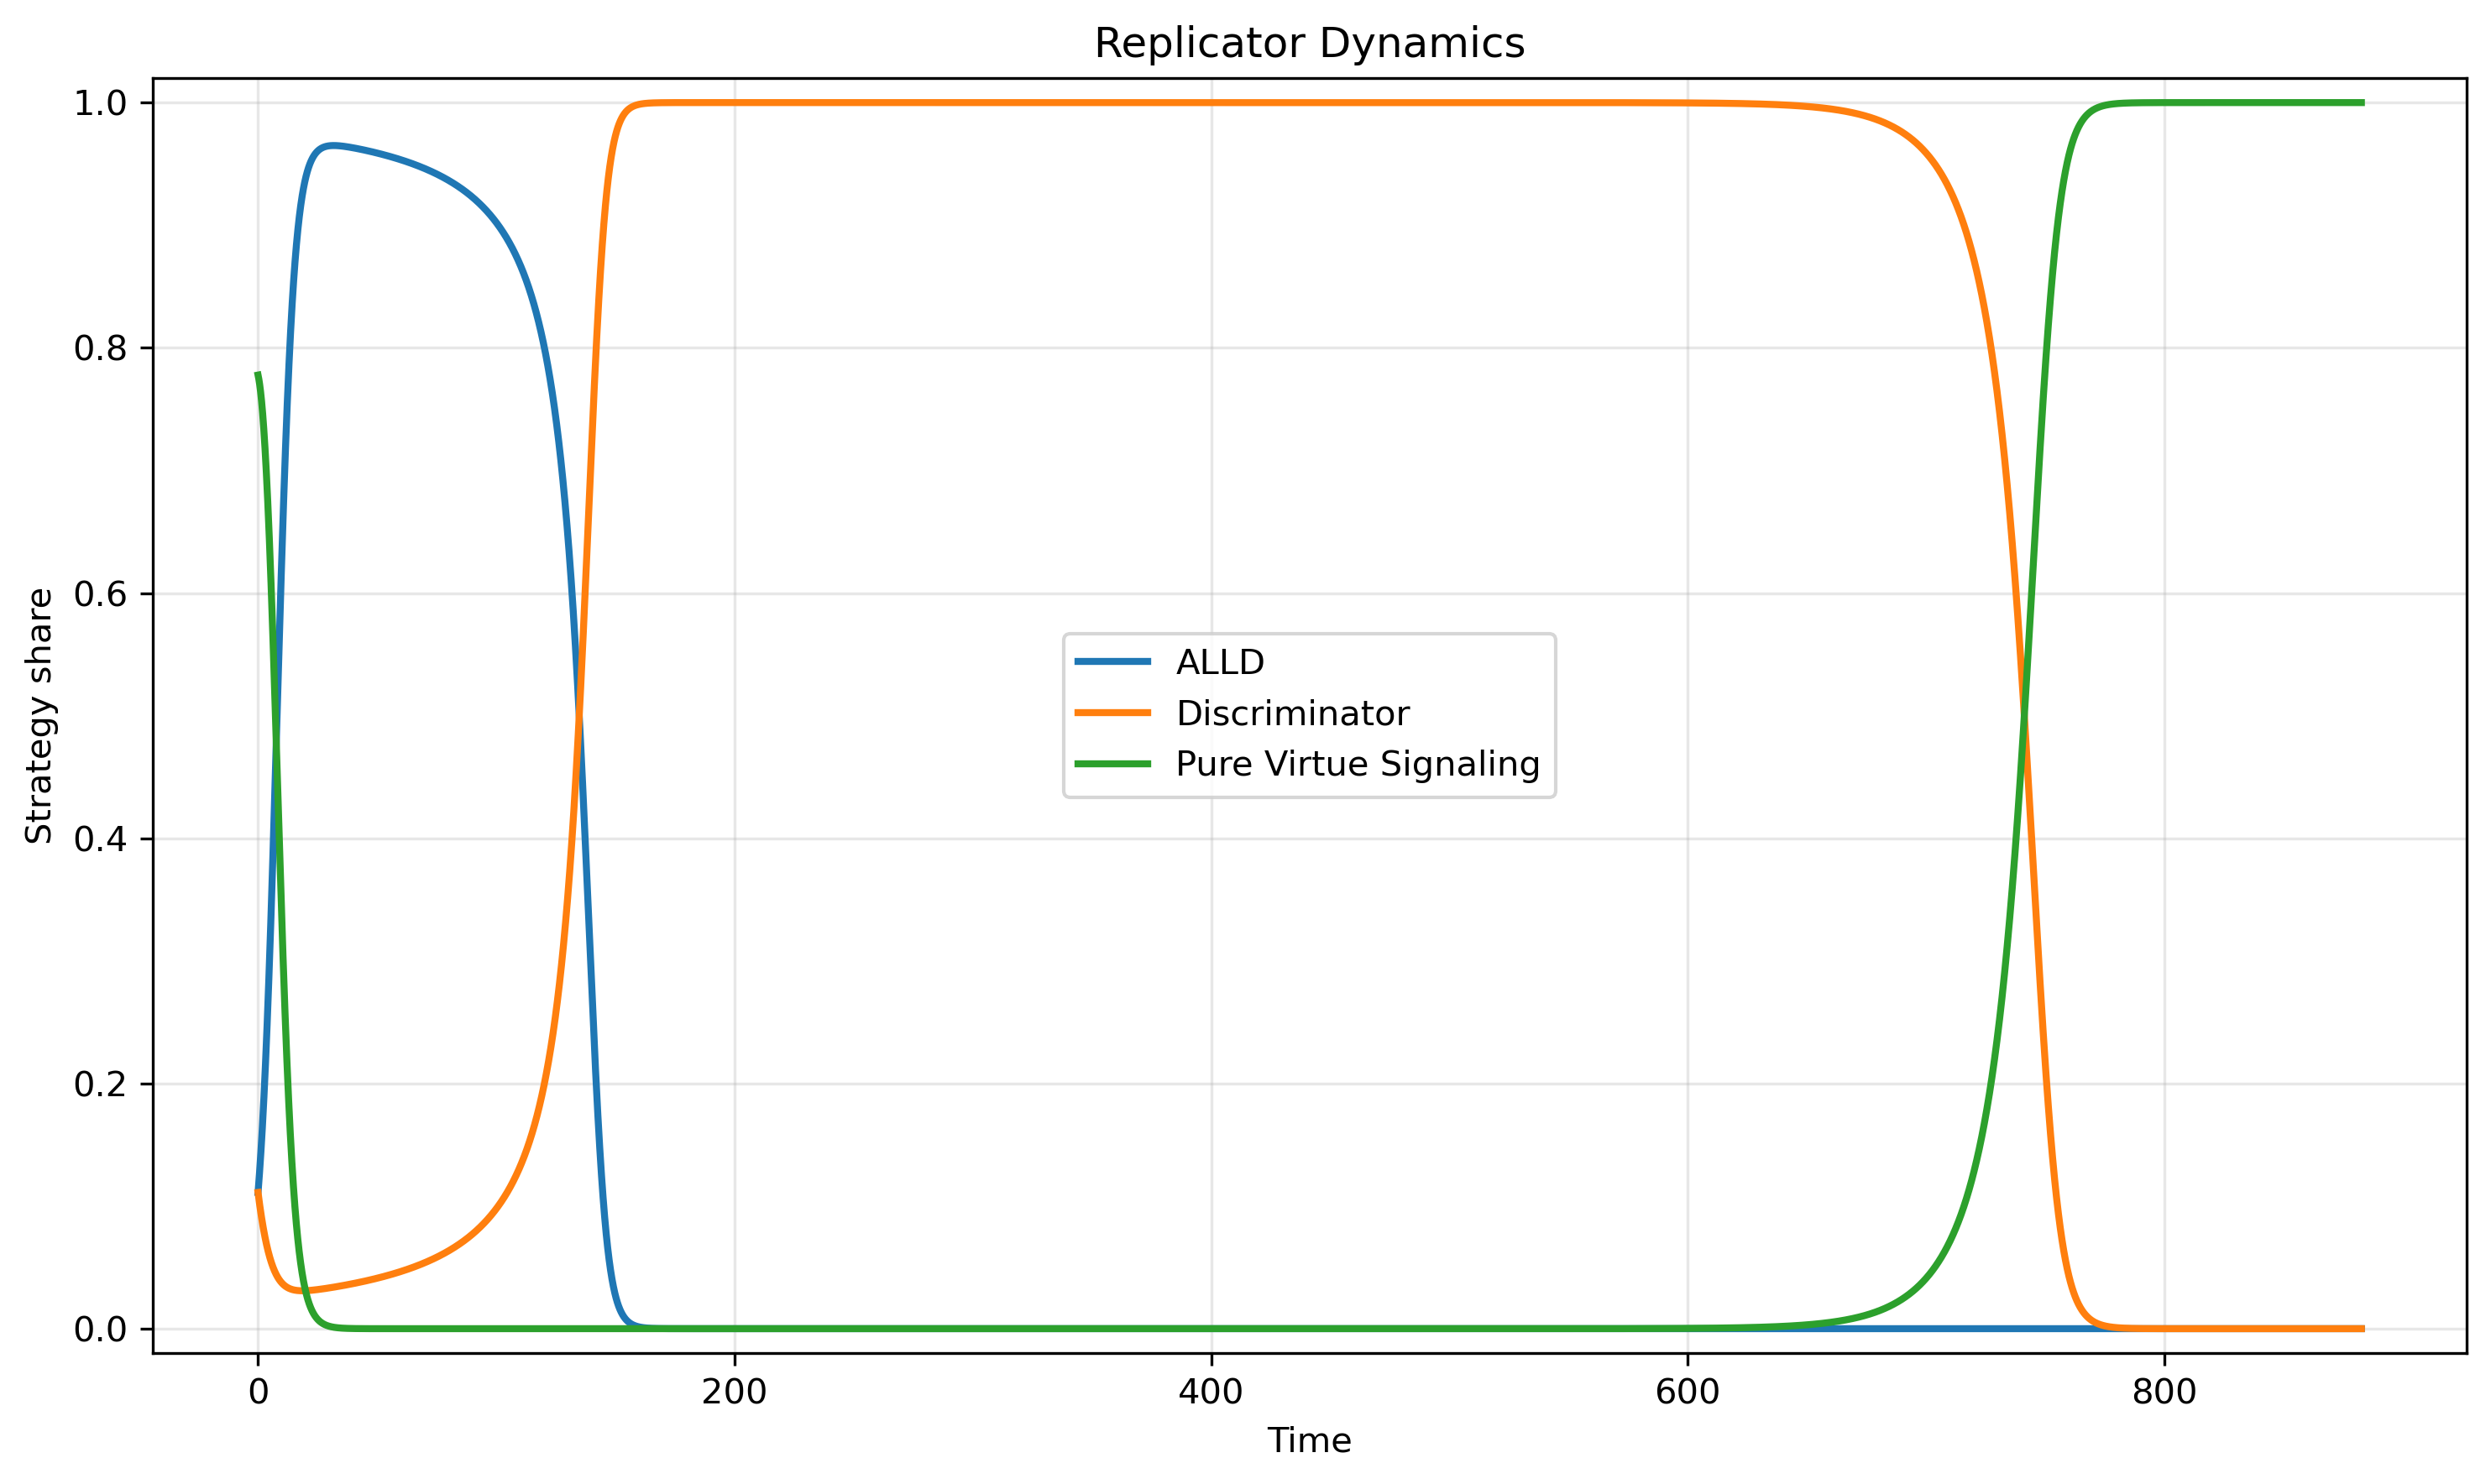 Replicator Dynamics
Strategy share
1.0
0.8
0.6
0.4
0.2
0.0
ALLD
Discriminator
Pure Virtue Signaling
0 200 400 600 800
Time